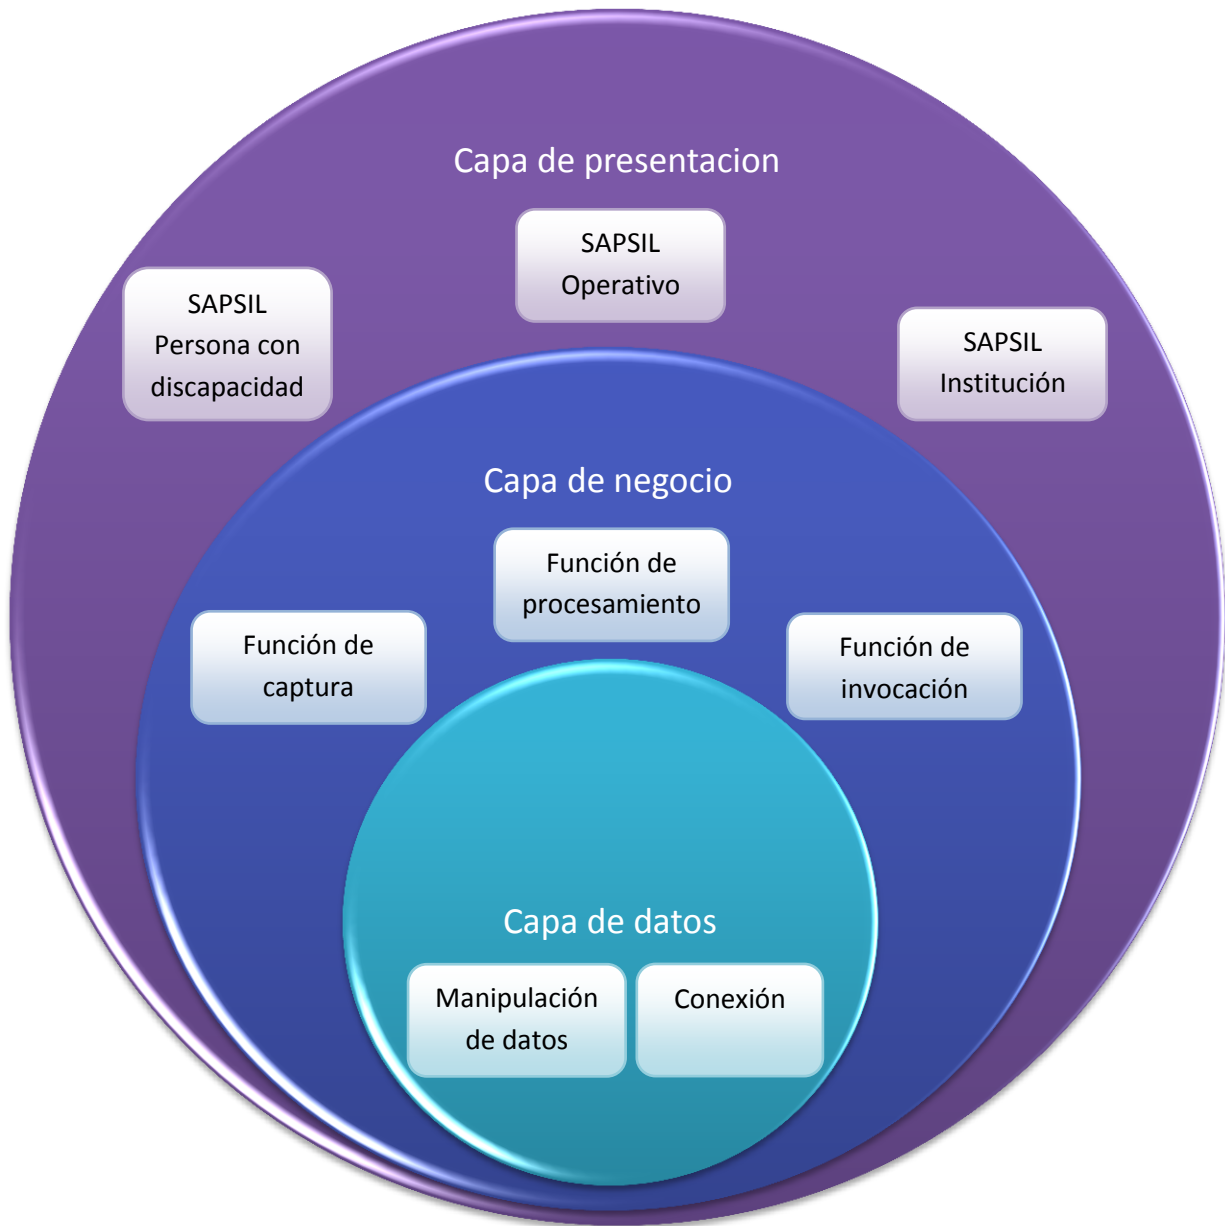 Capa de presentacion
SAPSIL
Operativo
SAPSIL
Persona con
discapacidad
SAPSIL
Institución
Capa de negocio
Función de
procesamiento
Función de
captura
Función de
invocación
Capa de datos
Manipulación
de datos
Conexión